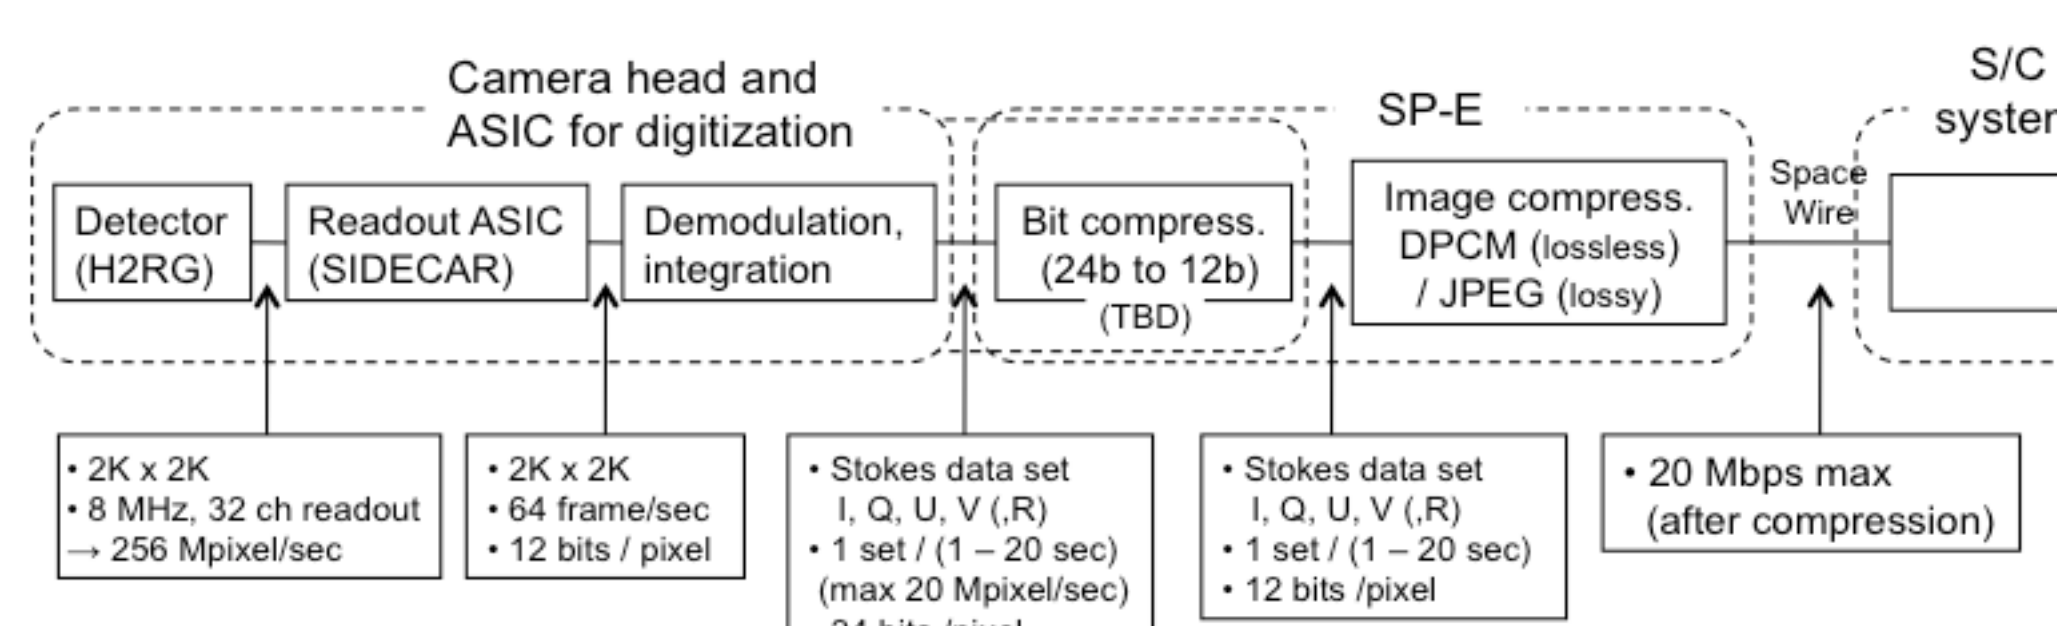 Camera head and
ASIC for digitization
SP-E
S/C
Detector
(H2RG)
Readout ASIC
(SIDECAR)
Demodulation,
integration
Bit compress.
(24b to 12b)
(TBD)
Image compress.
DPCM (lossless)
/ JPEG (lossy)
Space
Wire
• 2K x 2K
• 8 MHz, 32 ch readout
→ 256 Mpixel/sec
• 2K x 2K
• 64 frame/sec
• 12 bits / pixel
• Stokes data set
I, Q, U, V (,R)
• 1 set / (1 – 20 sec)
(max 20 Mpixel/sec)
• Stokes data set
I, Q, U, V (,R)
• 1 set / (1 – 20 sec)
• 12 bits /pixel
• 20 Mbps max
(after compression)